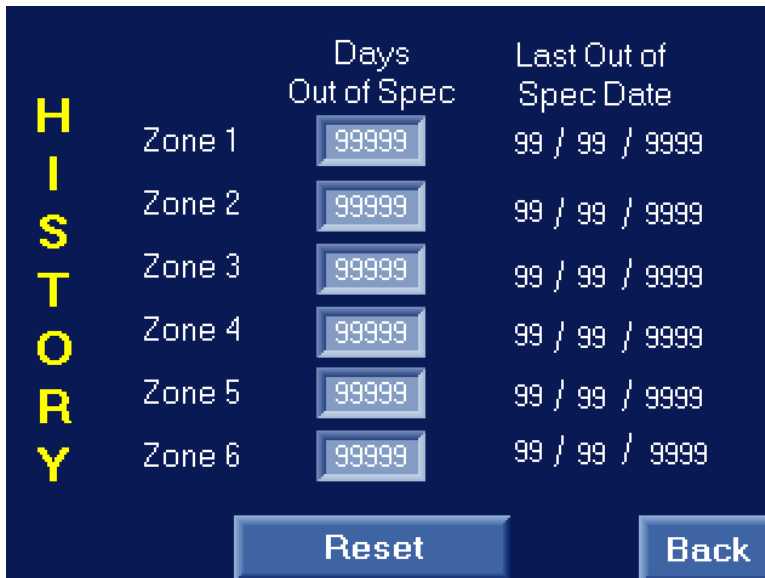 HISTORY
Days Out of Spec
Last Out of Spec Date
Zone 1 99999 99 / 99 / 9999
Zone 2 99999 99 / 99 / 9999
Zone 3 99999 99 / 99 / 9999
Zone 4 99999 99 / 99 / 9999
Zone 5 99999 99 / 99 / 9999
Zone 6 99999 99 / 99 / 9999
Reset Back